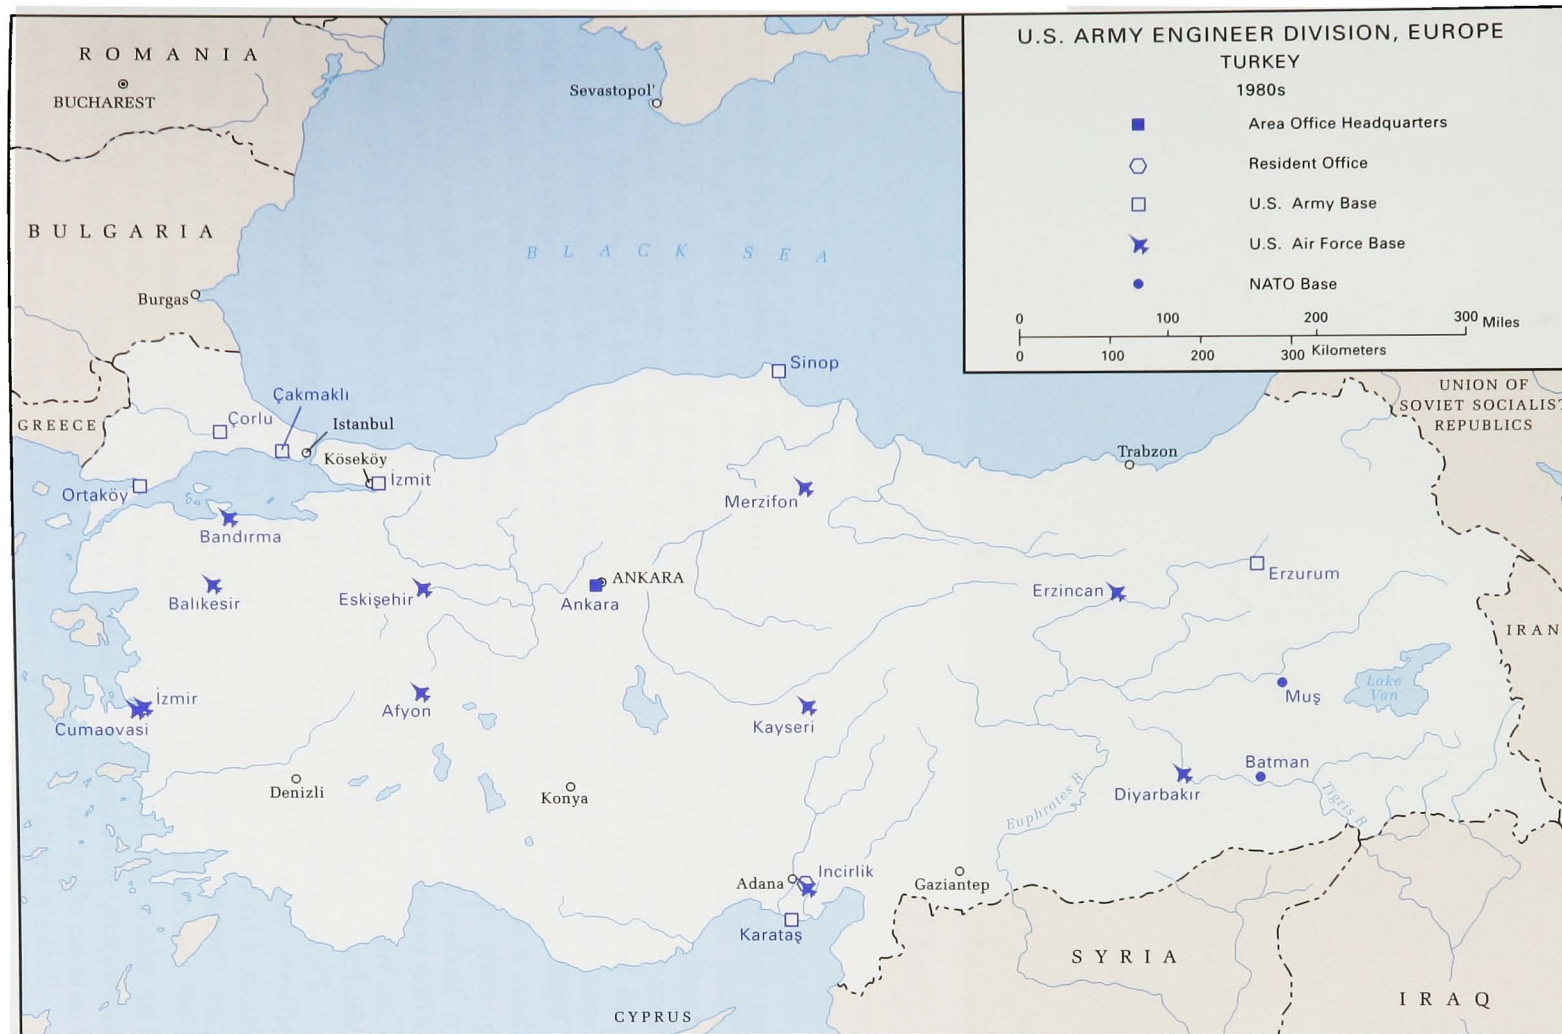 U.S. ARMY ENGINEER DIVISION, EUROPE
TURKEY
1980s
Area Office Headquarters
Resident Office
U.S. Army Base
U.S. Air Force Base
NATO Base
0 100 200 300 Miles
0 100 200 300 Kilometers
ROMANIA
BUCHAREST
Sevastopol'
BULGARIA
BLACK SEA
Burgas
Sinop
Çakmaklı
UNION OF
SOVIET SOCIALIST
REPUBLICS
GREECE
Çorlu
Istanbul
Köseköy
Trabzon
İzmit
Ortaköy
Merzifon
Bandırma
ANKARA
Erzurum
Balıkesir
Eskişehir
Ankara
Erzincan
IRAN
Lake
Van
İzmir
Muş
Afyon
Cumaovasi
Kayseri
Batman
Denizli
Konya
Diyarbakır
Euphrates R
Tigris R
Incirlik
Adana
Gaziantep
Karataş
SYRIA
IRAQ
CYPRUS